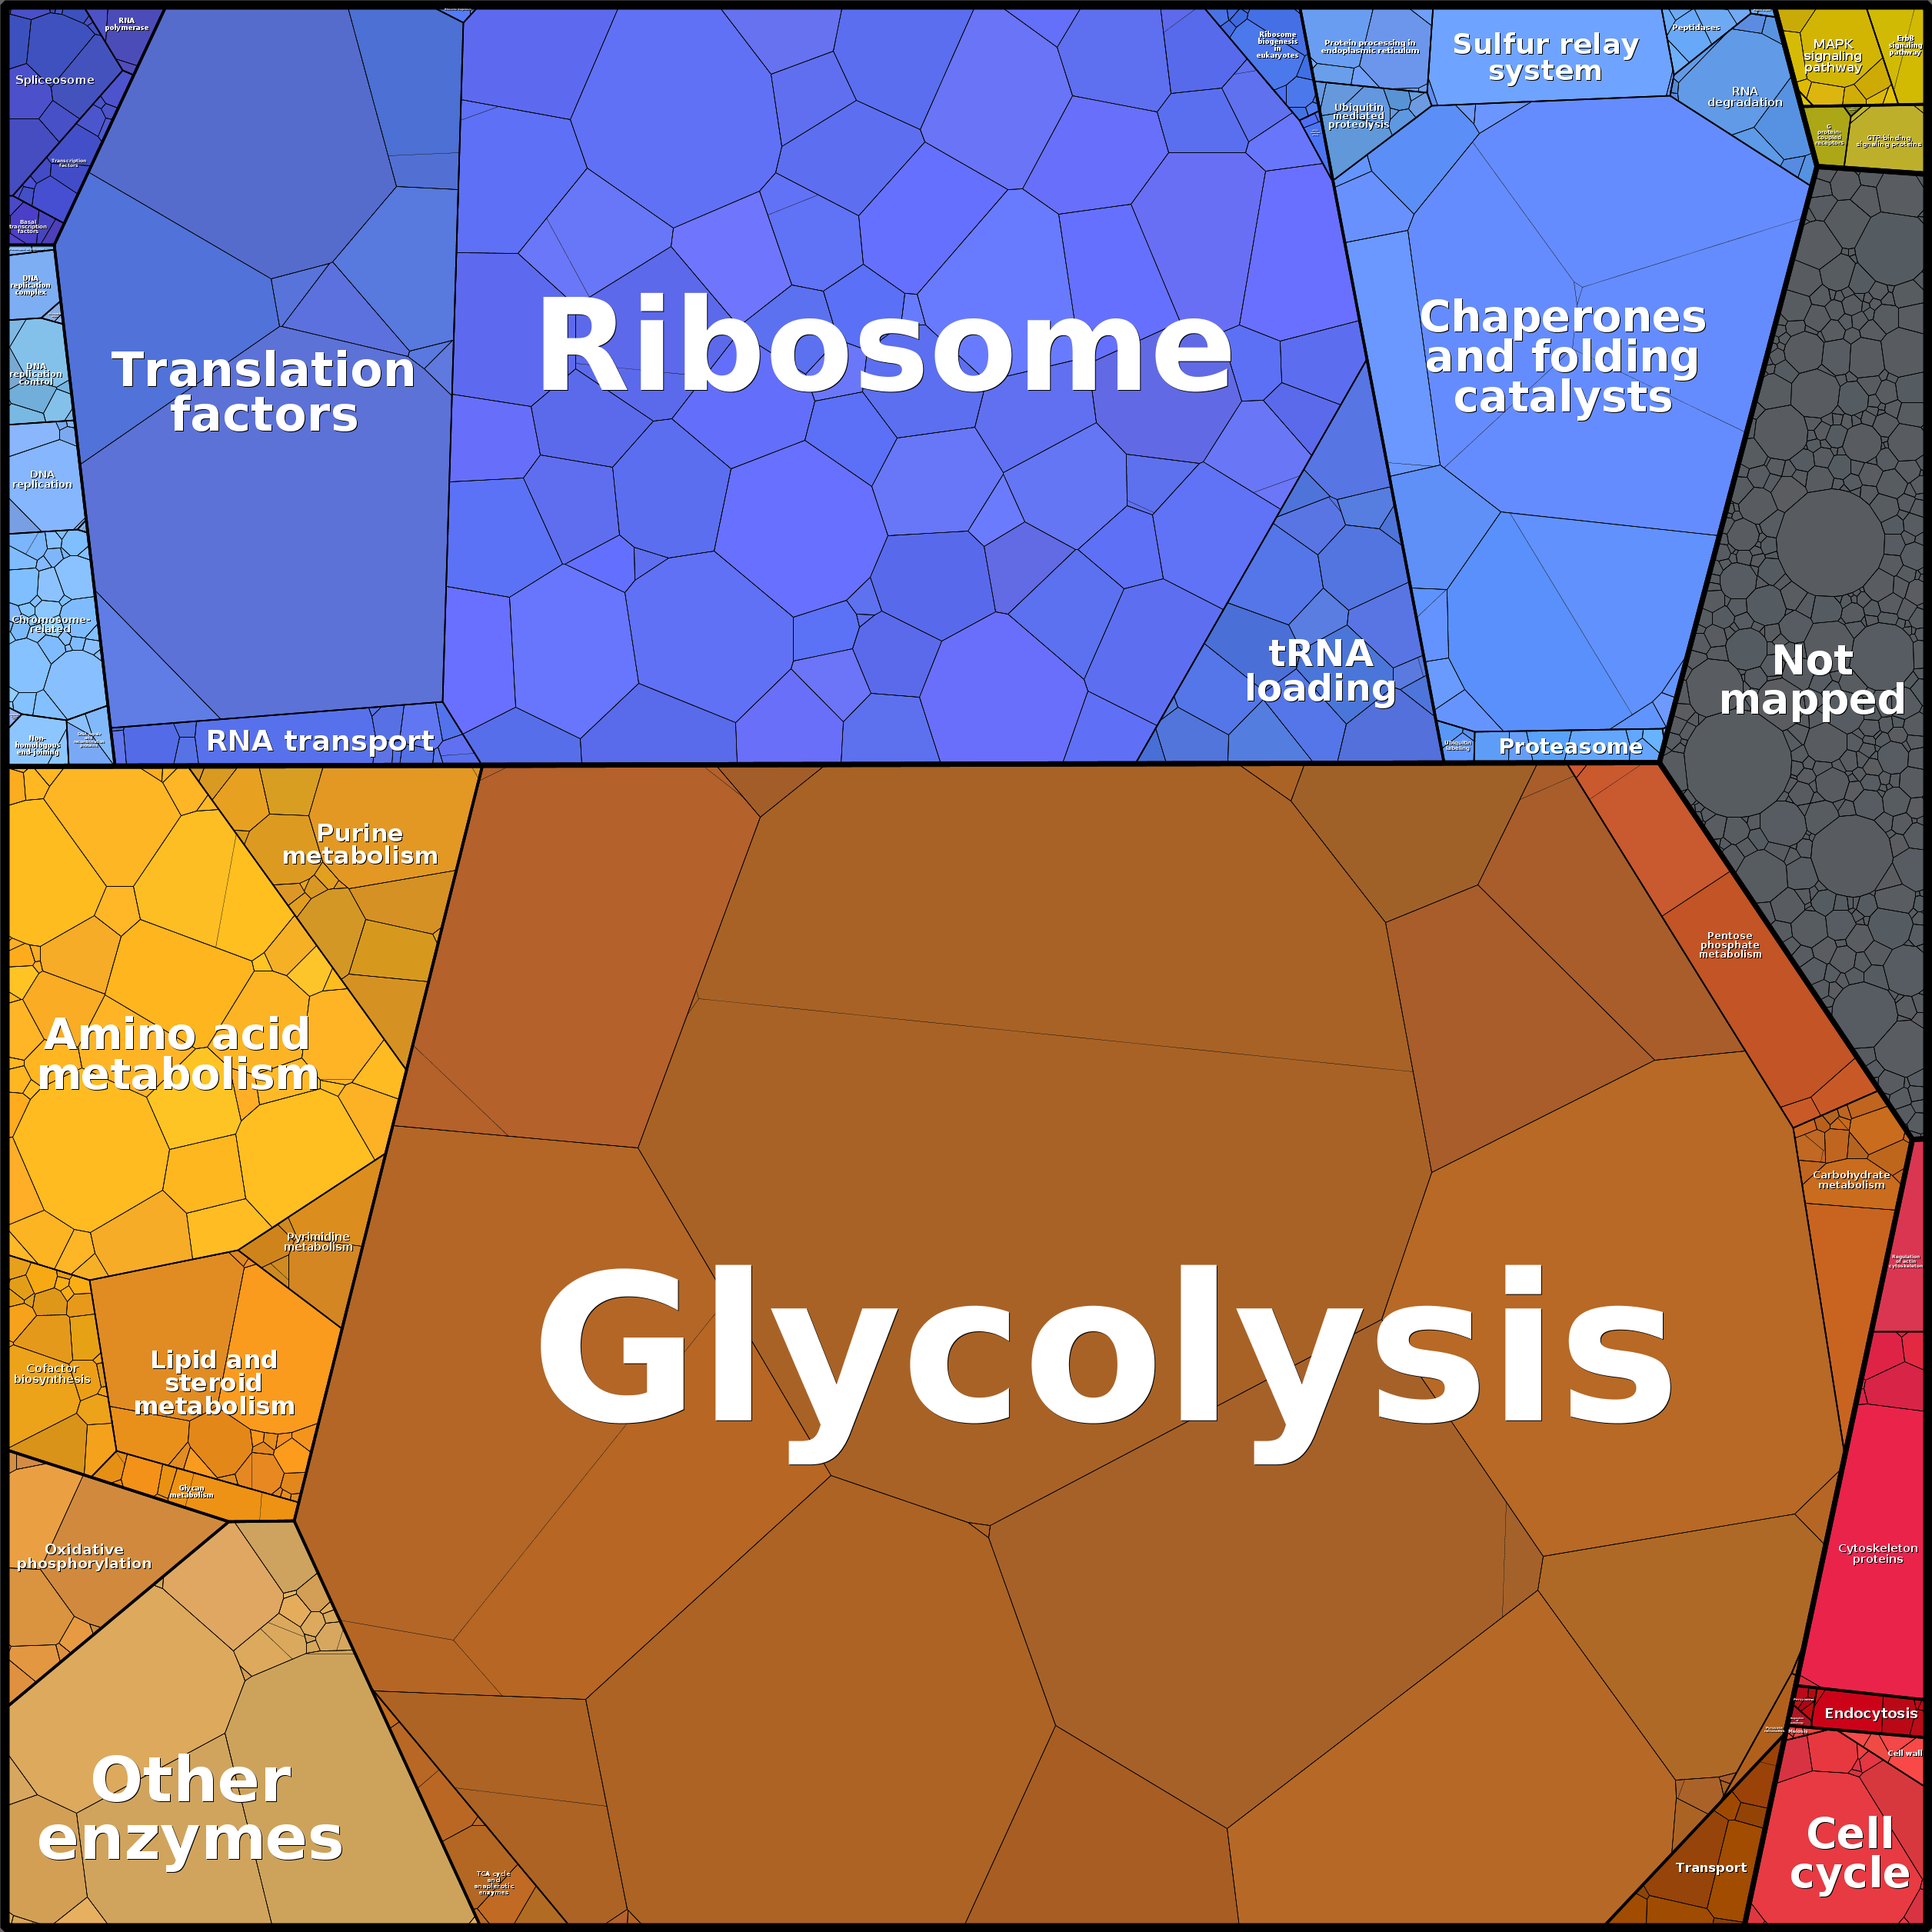 RNA
polymerase
Spliceosome
Transcription
factors
Basal
transcription
factors
DNA
replication
complex
DNA
replication
control
DNA
replication
Chromosome-
related
Non-
homologous
end-joining
Translation
factors
RNA transport
Ribosome
Ribosome
biogenesis
in
eukaryotes
tRNA
loading
Protein processing in
endoplasmic reticulum
Ubiquitin
mediated
proteolysis
Sulfur relay
system
Peptidases
RNA
degradation
Chaperones
and folding
catalysts
Ubiquitin
labeling
Proteasome
MAPK
signaling
pathway
ErbB
signaling
pathway
G
protein-
coupled
receptors
GTP-binding
signaling proteins
Not
mapped
Purine
metabolism
Amino acid
metabolism
Pyrimidine
metabolism
Cofactor
biosynthesis
Lipid and
steroid
metabolism
Glycan
metabolism
Oxidative
phosphorylation
Other
enzymes
TCA cycle
and
anaplerotic
enzymes
Glycolysis
Pentose
phosphate
metabolism
Carbohydrate
metabolism
Transport
Regulation
of actin
cytoskeleton
Cytoskeleton
proteins
Endocytosis
Cell wall
Cell
cycle